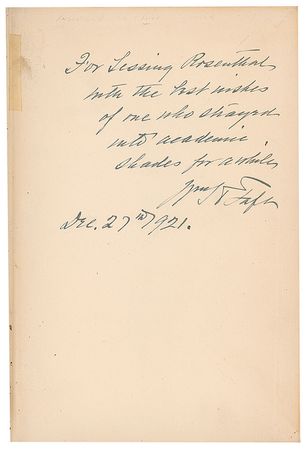 For Lessing Rosenthal
with the best wishes
of one who strayed
into academic
shades for awhile
Wm H Taft
Dec. 27th 1921.